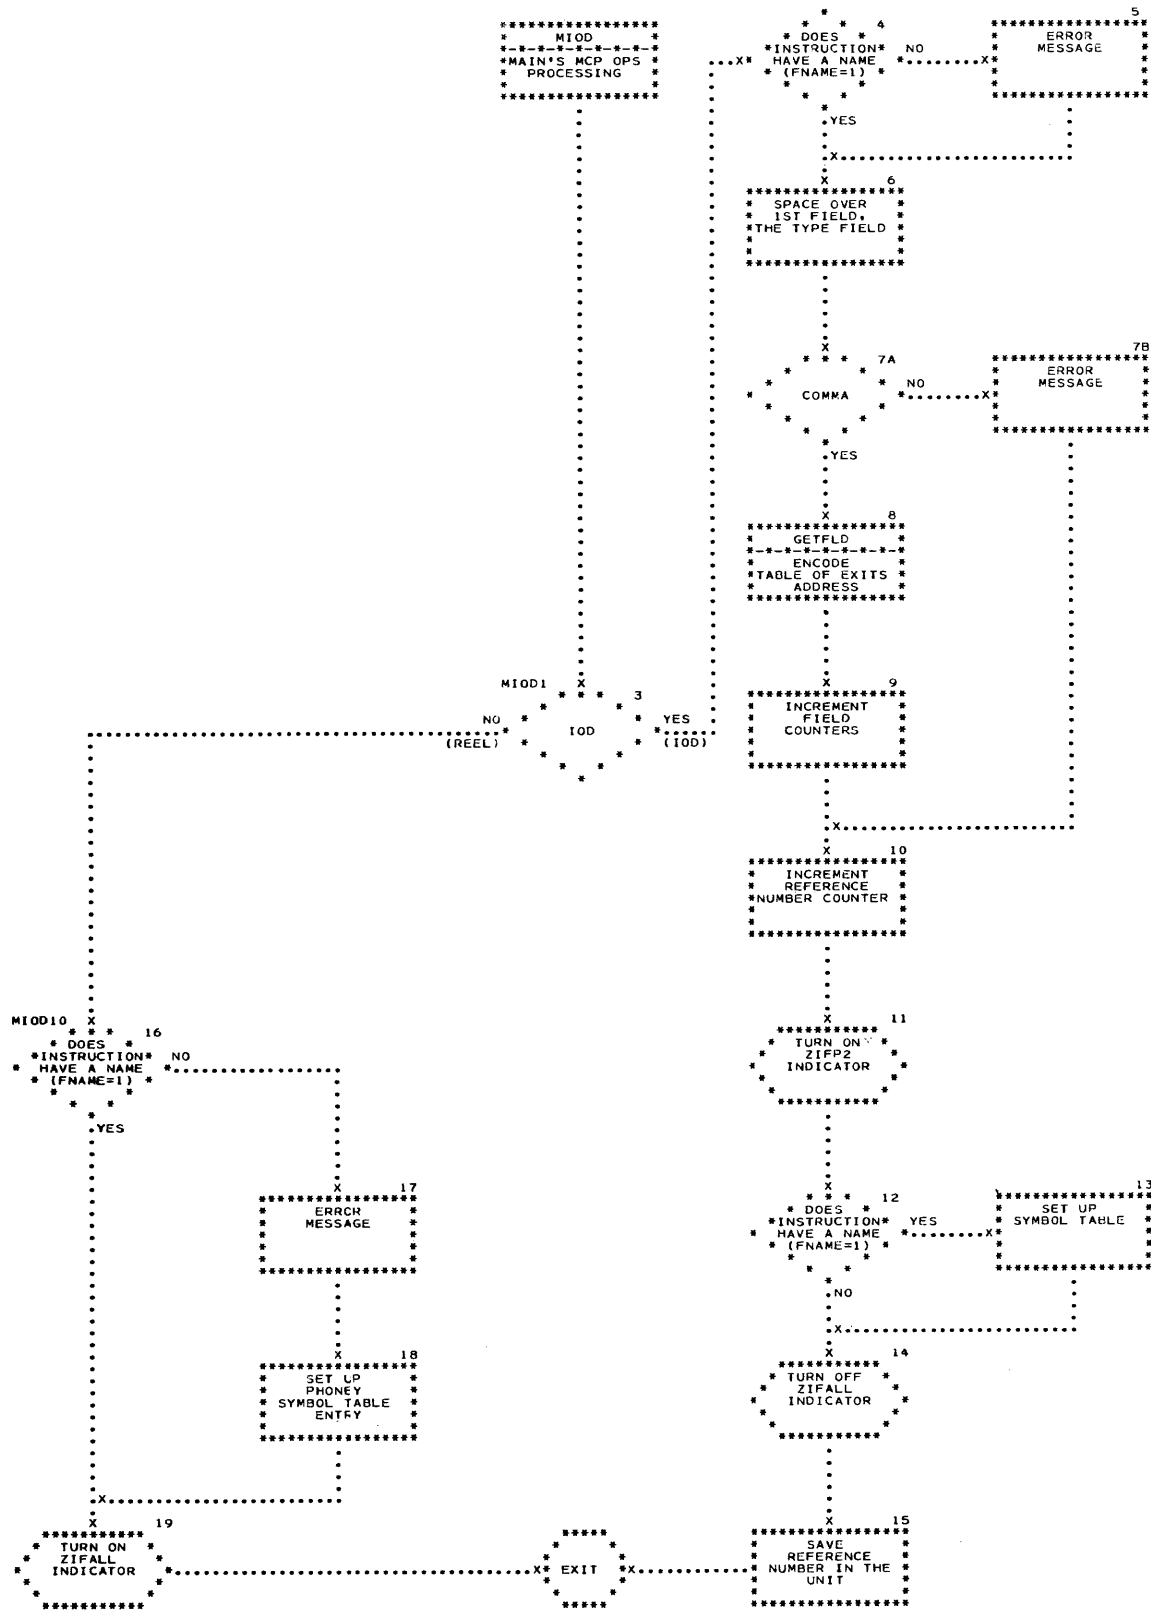 MIOD
MAIN'S MCP OPS
PROCESSING
4
DOES
INSTRUCTION
HAVE A NAME
(FNAME=1)
NO
YES
5
ERROR
MESSAGE
6
SPACE OVER
1ST FIELD,
THE TYPE FIELD
7A
COMMA
NO
YES
7B
ERROR
MESSAGE
8
GETFLD
ENCODE
TABLE OF EXITS
ADDRESS
MIOD1
3
IOD
NO
(REEL)
YES
(IOD)
9
INCREMENT
FIELD
COUNTERS
10
INCREMENT
REFERENCE
NUMBER COUNTER
MIOD10
16
DOES
INSTRUCTION
HAVE A NAME
(FNAME=1)
NO
YES
11
TURN ON
ZIFP2
INDICATOR
17
ERROR
MESSAGE
12
DOES
INSTRUCTION
HAVE A NAME
(FNAME=1)
YES
NO
13
SET UP
SYMBOL TABLE
18
SET UP
PHONEY
SYMBOL TABLE
ENTRY
14
TURN OFF
ZIFALL
INDICATOR
19
TURN ON
ZIFALL
INDICATOR
EXIT
15
SAVE
REFERENCE
NUMBER IN THE
UNIT